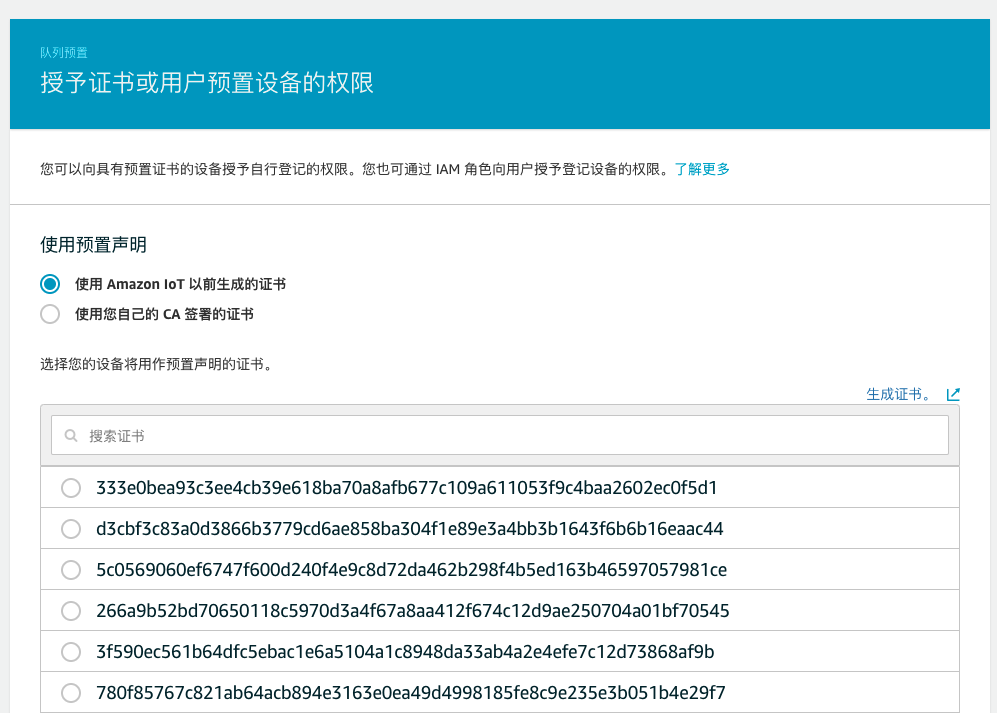 队列预置
授予证书或用户预置设备的权限
您可以向具有预置证书的设备授予自行登记的权限。您也可通过 IAM 角色向用户授予登记设备的权限。了解更多
使用预置声明
使用 Amazon IoT 以前生成的证书
使用您自己的 CA 签署的证书
选择您的设备将用作预置声明的证书。
生成证书。
搜索证书
333e0bea93c3ee4cb39e618ba70a8afb677c109a611053f9c4baa2602ec0f5d1
d3cbf3c83a0d3866b3779cd6ae858ba304f1e89e3a4bb3b1643f6b6b16eaac44
5c0569060ef6747f600d240f4e9c8d72da462b298f4b5ed163b46597057981ce
266a9b52bd70650118c5970d3a4f67a8aa412f674c12d9ae250704a01bf70545
3f590ec561b64dfc5ebac1e6a5104a1c8948da33ab4a2e4efe7c12d73868af9b
780f85767c821ab64acb894e3163e0ea49d4998185fe8c9e235e3b051b4e29f7